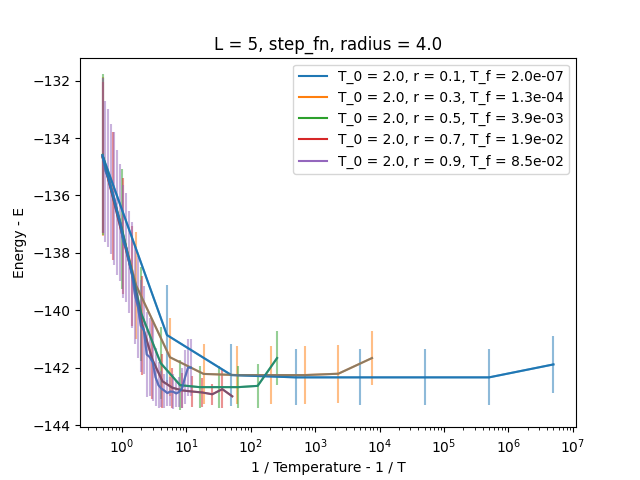 L = 5, step_fn, radius = 4.0
T_0 = 2.0, r = 0.1, T_f = 2.0e-07
T_0 = 2.0, r = 0.3, T_f = 1.3e-04
T_0 = 2.0, r = 0.5, T_f = 3.9e-03
T_0 = 2.0, r = 0.7, T_f = 1.9e-02
T_0 = 2.0, r = 0.9, T_f = 8.5e-02
Energy - E
−132
−134
−136
−138
−140
−142
−144
10⁰ 10¹ 10² 10³ 10⁴ 10⁵ 10⁶ 10⁷
1 / Temperature - 1 / T